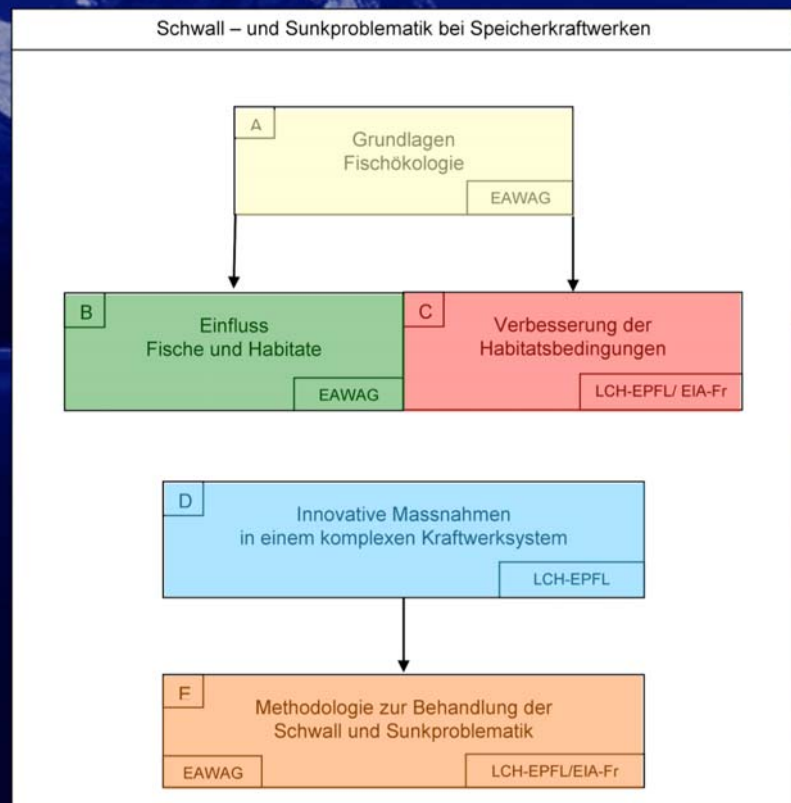 Schwall – und Sunkproblematik bei Speicherkraftwerken
A
Grundlagen
Fischökologie
EAWAG
B
Einfluss
Fische und Habitate
EAWAG
C
Verbesserung der
Habitatsbedingungen
LCH-EPFL/ EIA-Fr
D
Innovative Massnahmen
in einem komplexen Kraftwerksystem
LCH-EPFL
E
Methodologie zur Behandlung der
Schwall und Sunkproblematik
EAWAG
LCH-EPFL/EIA-Fr